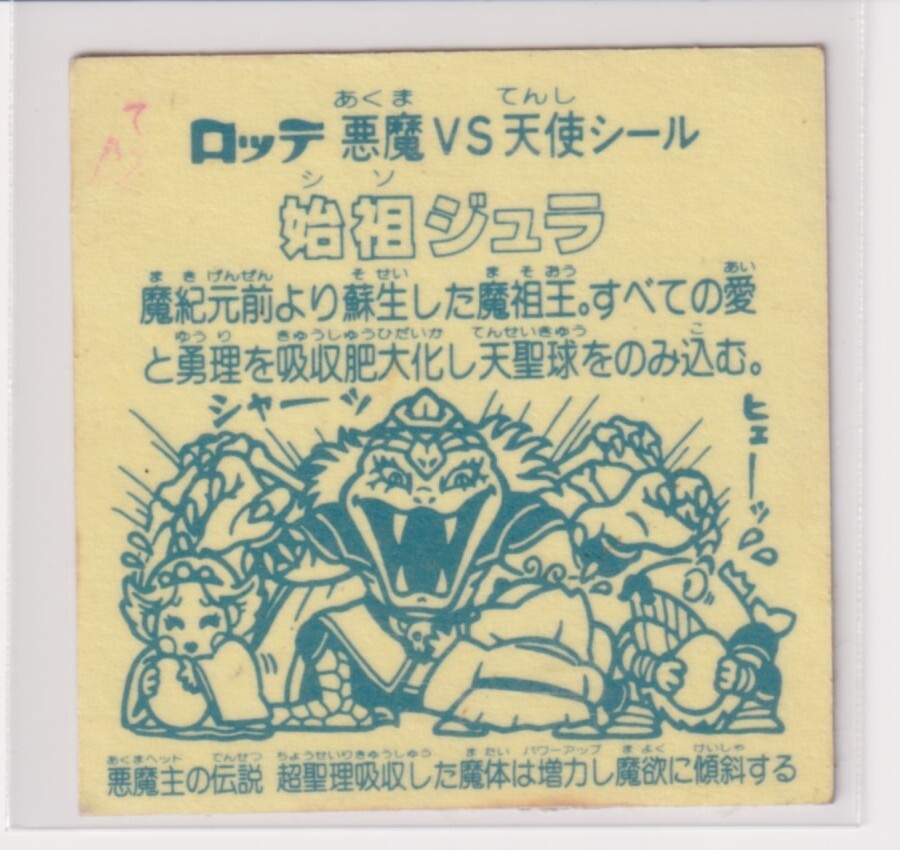 あくま てんし
ロッテ 悪魔VS天使シール
シ ソ
始祖ジュラ
ま き げんぜん そ せい ま そ おう あい
魔紀元前より蘇生した魔祖王。すべての愛
ゆう り きゅうしゅうひだいか てんせいきゅう こ
と勇理を吸収肥大化し天聖球をのみ込む。
シャーッ
ヒェーッ
あくまヘッド でんせつ ちょうせいりきゅうしゅう ま たい パワーアップ ま よく けいしゃ
悪魔主の伝説 超聖理吸収した魔体は増力し魔欲に傾斜する